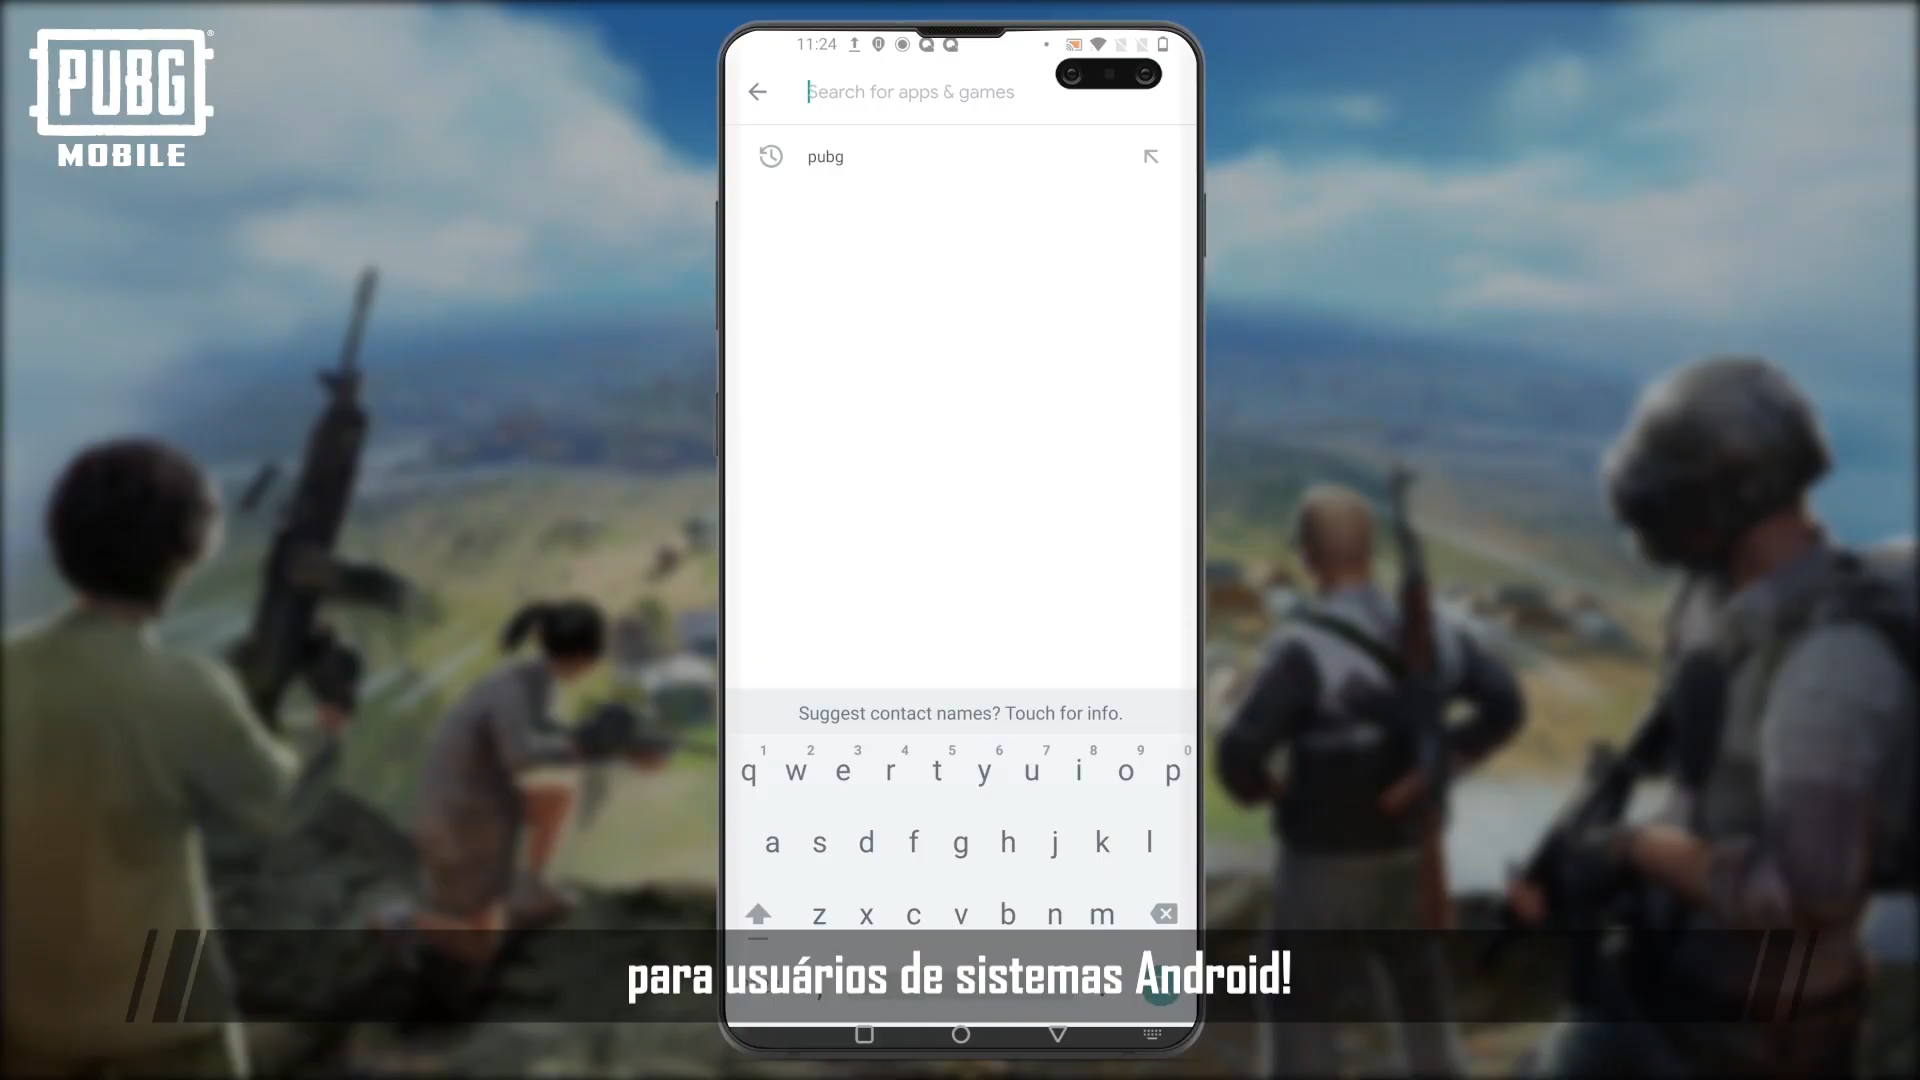 PUBG
MOBILE
11:24
Search for apps & games
pubg
Suggest contact names? Touch for info.
1 2 3 4 5 6 7 8 9 0
q w e r t y u i o p
a s d f g h j k l
z x c v b n m
para usuários de sistemas Android!